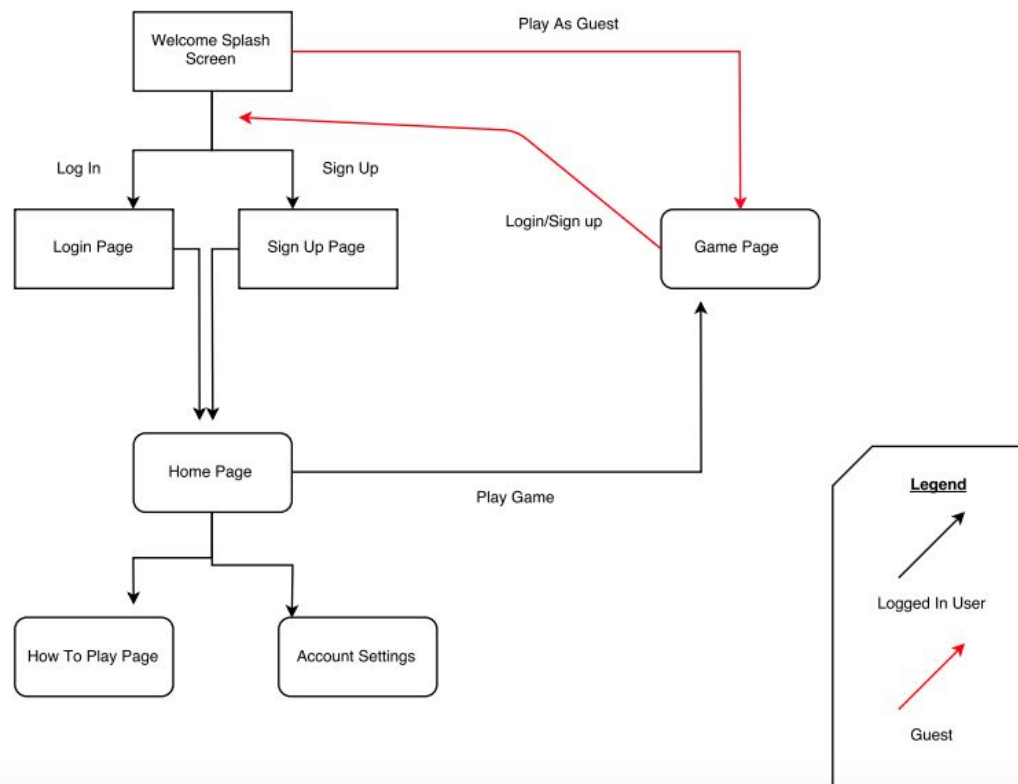 Play As Guest
Welcome Splash
Screen
Log In
Sign Up
Login/Sign up
Login Page
Sign Up Page
Game Page
Home Page
Play Game
Legend
Logged In User
How To Play Page
Account Settings
Guest